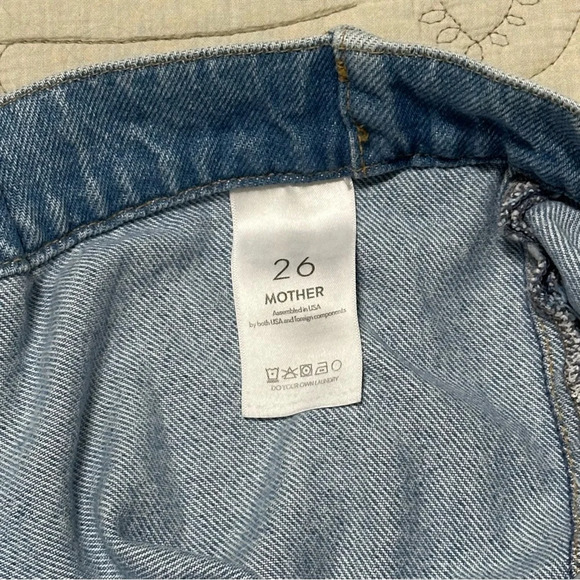 26
MOTHER
Assembled in USA
by both USA and foreign components
DO YOUR OWN LAUNDRY